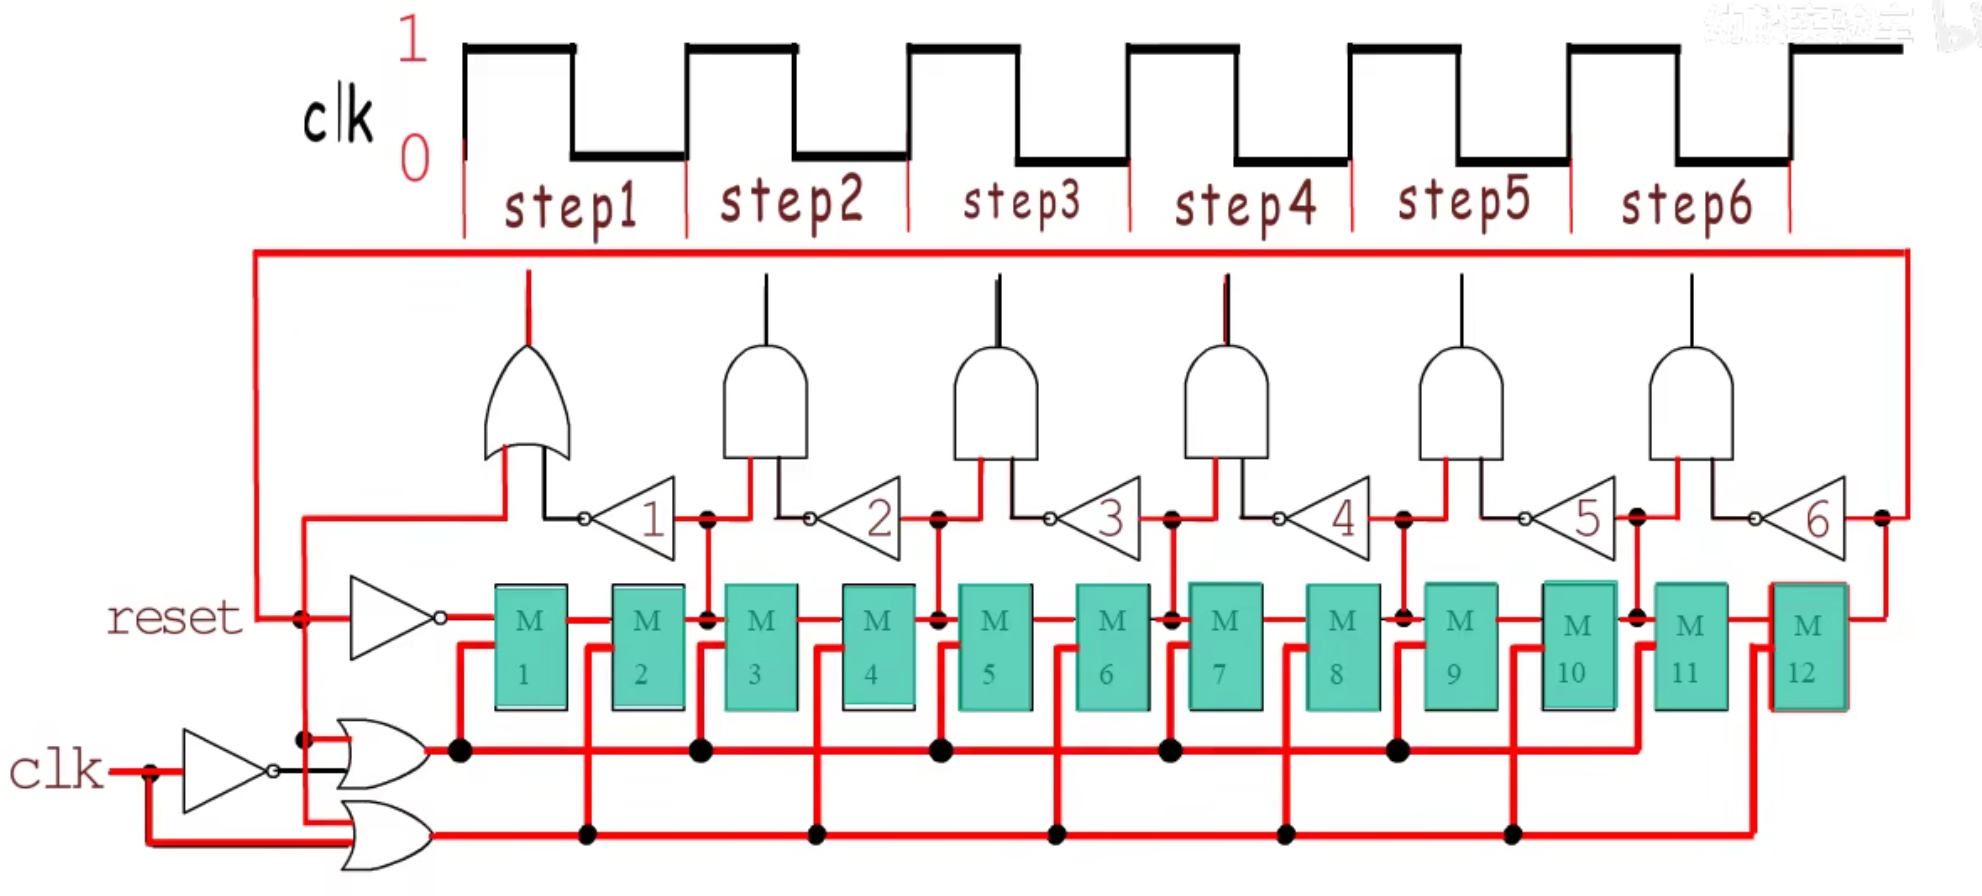 1
clk
0
step1 step2 step3 step4 step5 step6
1 2 3 4 5 6
reset
M M M M M M M M M M M M
1 2 3 4 5 6 7 8 9 10 11 12
clk